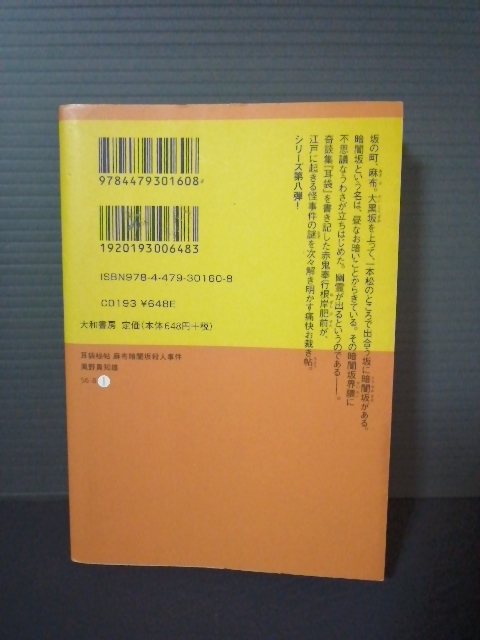 坂の町、麻布。大黒坂を上って、一本松のところで出合う坂に暗闇坂がある。
暗闇坂という名は、昼なお暗いことからきている。その暗闇坂界隈に
不思議なうわさが立ちはじめた。幽霊が出るというのである――。
奇談集『耳袋』を書き記した赤鬼奉行根岸肥前が、
江戸に起きる怪事件の謎を次々解き明かす痛快お裁き帖。
シリーズ第八弾!
9784479301608
1920193006483
ISBN978-4-479-30160-8
C0193 ¥648E
大和書房 定価(本体648円+税)
耳袋秘帖 麻布暗闇坂殺人事件
風野真知雄
56-8 I